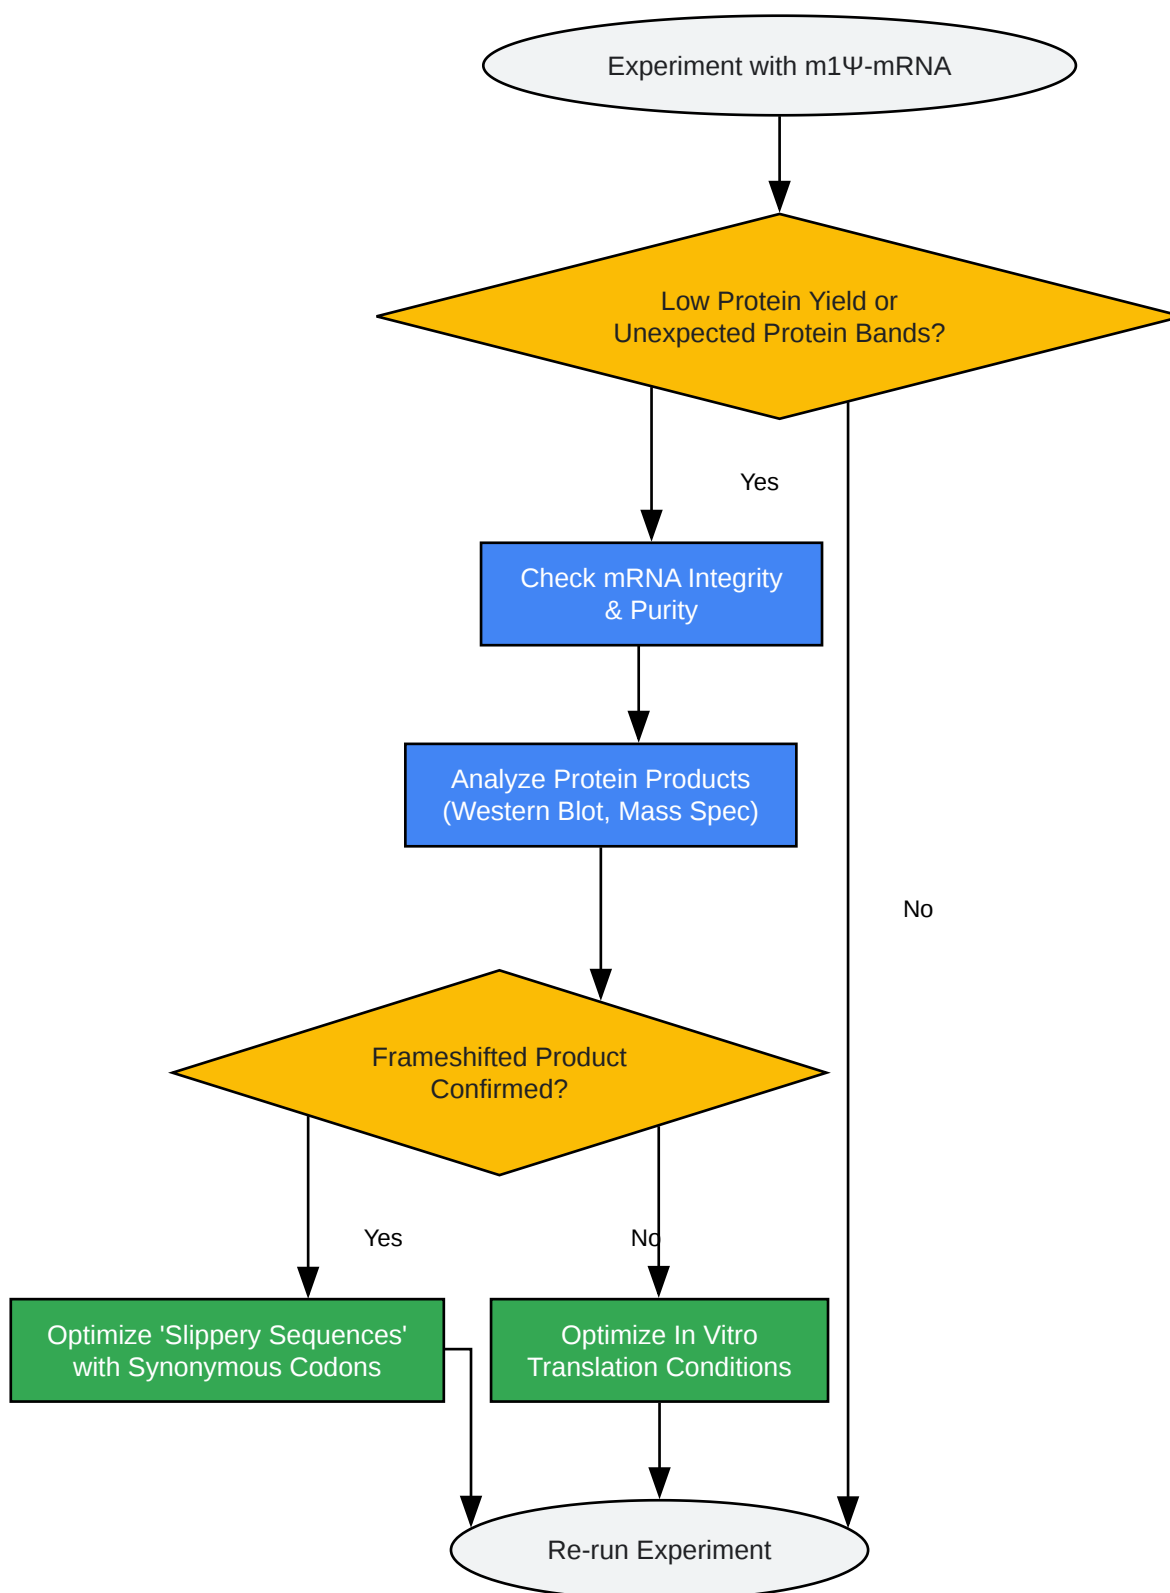 Experiment with m1Ψ-mRNA
Low Protein Yield or
Unexpected Protein Bands?
Yes
Check mRNA Integrity
& Purity
Analyze Protein Products
(Western Blot, Mass Spec)
No
Frameshifted Product
Confirmed?
Yes
No
Optimize 'Slippery Sequences'
with Synonymous Codons
Optimize In Vitro
Translation Conditions
Re-run Experiment